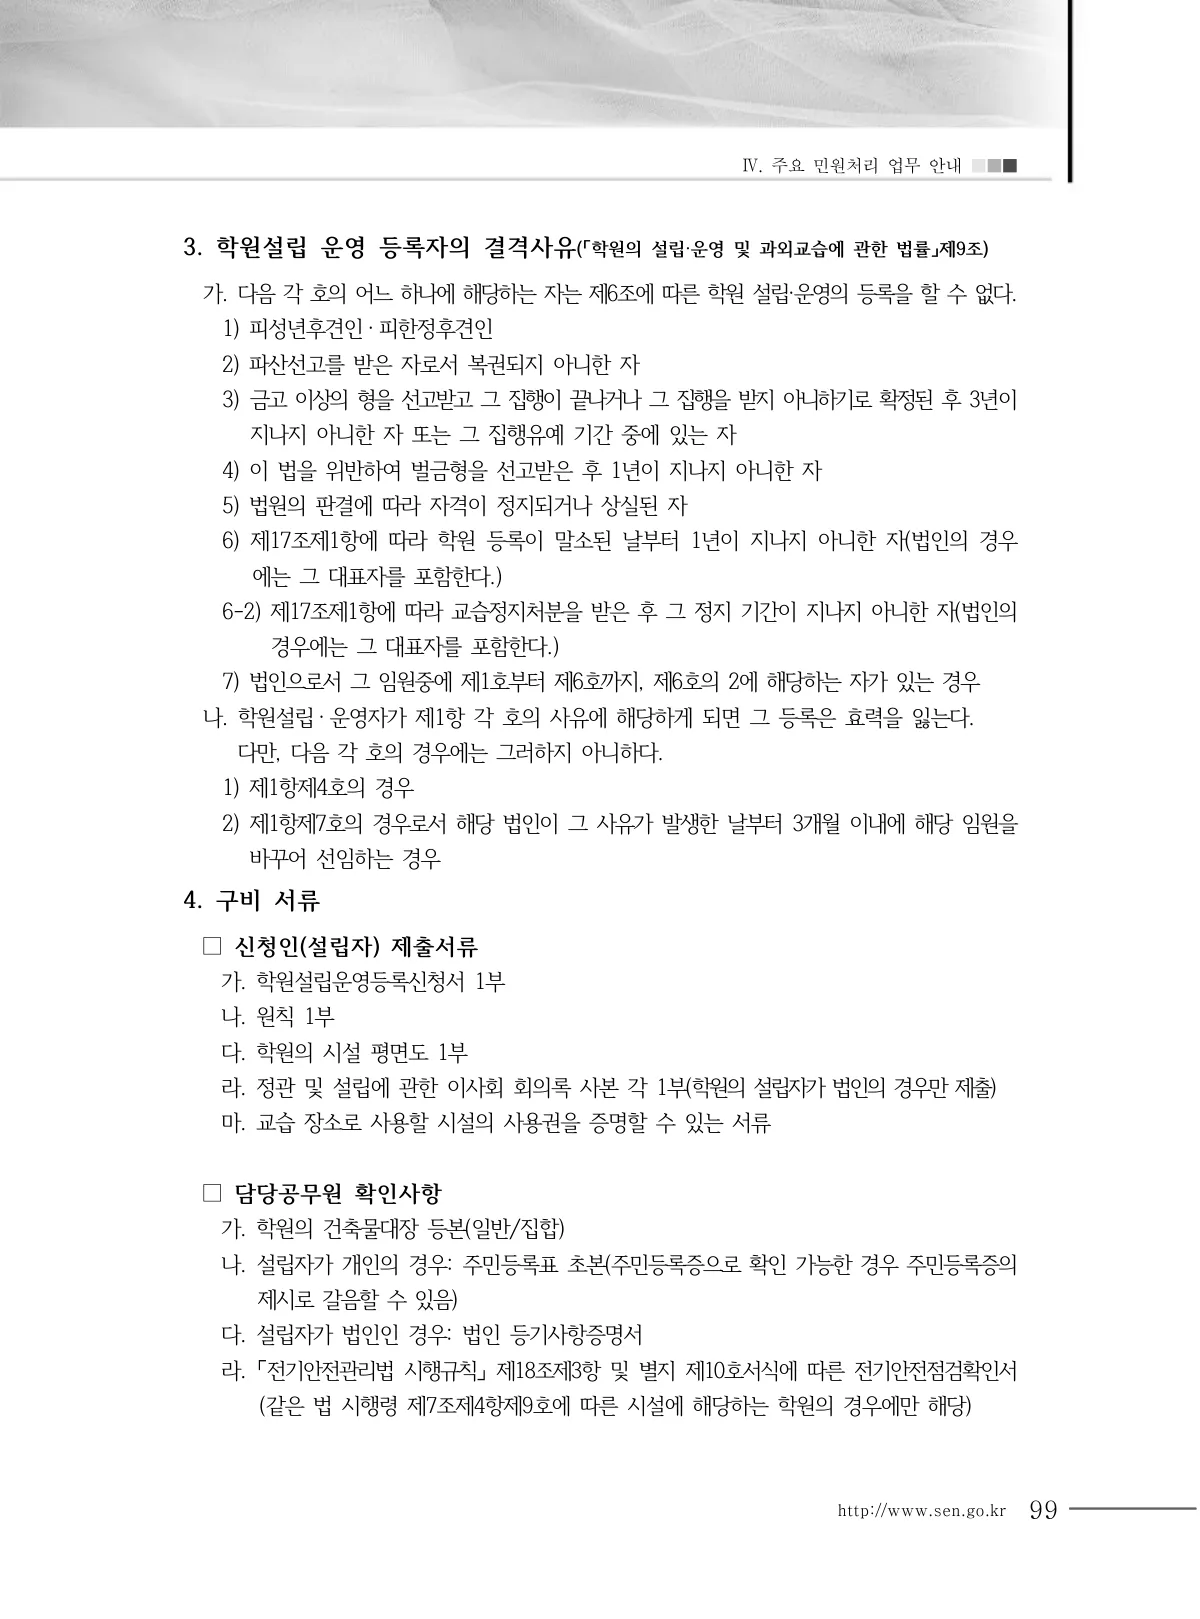 Ⅳ. 주요 민원처리 업무 안내
3. 학원설립 운영 등록자의 결격사유(「학원의 설립·운영 및 과외교습에 관한 법률」제9조)
가. 다음 각 호의 어느 하나에 해당하는 자는 제6조에 따른 학원 설립·운영의 등록을 할 수 없다.
1) 피성년후견인·피한정후견인
2) 파산선고를 받은 자로서 복권되지 아니한 자
3) 금고 이상의 형을 선고받고 그 집행이 끝나거나 그 집행을 받지 아니하기로 확정된 후 3년이
지나지 아니한 자 또는 그 집행유예 기간 중에 있는 자
4) 이 법을 위반하여 벌금형을 선고받은 후 1년이 지나지 아니한 자
5) 법원의 판결에 따라 자격이 정지되거나 상실된 자
6) 제17조제1항에 따라 학원 등록이 말소된 날부터 1년이 지나지 아니한 자(법인의 경우
에는 그 대표자를 포함한다.)
6-2) 제17조제1항에 따라 교습정지처분을 받은 후 그 정지 기간이 지나지 아니한 자(법인의
경우에는 그 대표자를 포함한다.)
7) 법인으로서 그 임원중에 제1호부터 제6호까지, 제6호의 2에 해당하는 자가 있는 경우
나. 학원설립·운영자가 제1항 각 호의 사유에 해당하게 되면 그 등록은 효력을 잃는다.
다만, 다음 각 호의 경우에는 그러하지 아니하다.
1) 제1항제4호의 경우
2) 제1항제7호의 경우로서 해당 법인이 그 사유가 발생한 날부터 3개월 이내에 해당 임원을
바꾸어 선임하는 경우
4. 구비 서류
□ 신청인(설립자) 제출서류
가. 학원설립운영등록신청서 1부
나. 원칙 1부
다. 학원의 시설 평면도 1부
라. 정관 및 설립에 관한 이사회 회의록 사본 각 1부(학원의 설립자가 법인의 경우만 제출)
마. 교습 장소로 사용할 시설의 사용권을 증명할 수 있는 서류
□ 담당공무원 확인사항
가. 학원의 건축물대장 등본(일반/집합)
나. 설립자가 개인의 경우: 주민등록표 초본(주민등록증으로 확인 가능한 경우 주민등록증의
제시로 갈음할 수 있음)
다. 설립자가 법인인 경우: 법인 등기사항증명서
라. 「전기안전관리법 시행규칙」 제18조제3항 및 별지 제10호서식에 따른 전기안전점검확인서
(같은 법 시행령 제7조제4항제9호에 따른 시설에 해당하는 학원의 경우에만 해당)
http://www.sen.go.kr 99